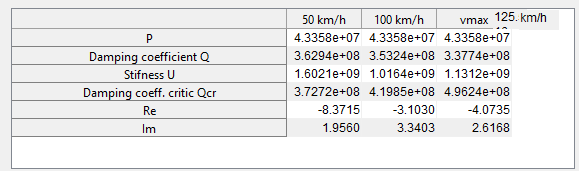 50 km/h 100 km/h vmax 125. km/h
P 4.3358e+07 4.3358e+07 4.3358e+07
Damping coefficient Q 3.6294e+08 3.5324e+08 3.3774e+08
Stifness U 1.6021e+09 1.0164e+09 1.1312e+09
Damping coeff. critic Qcr 3.7272e+08 4.1985e+08 4.9624e+08
Re -8.3715 -3.1030 -4.0735
Im 1.9560 3.3403 2.6168